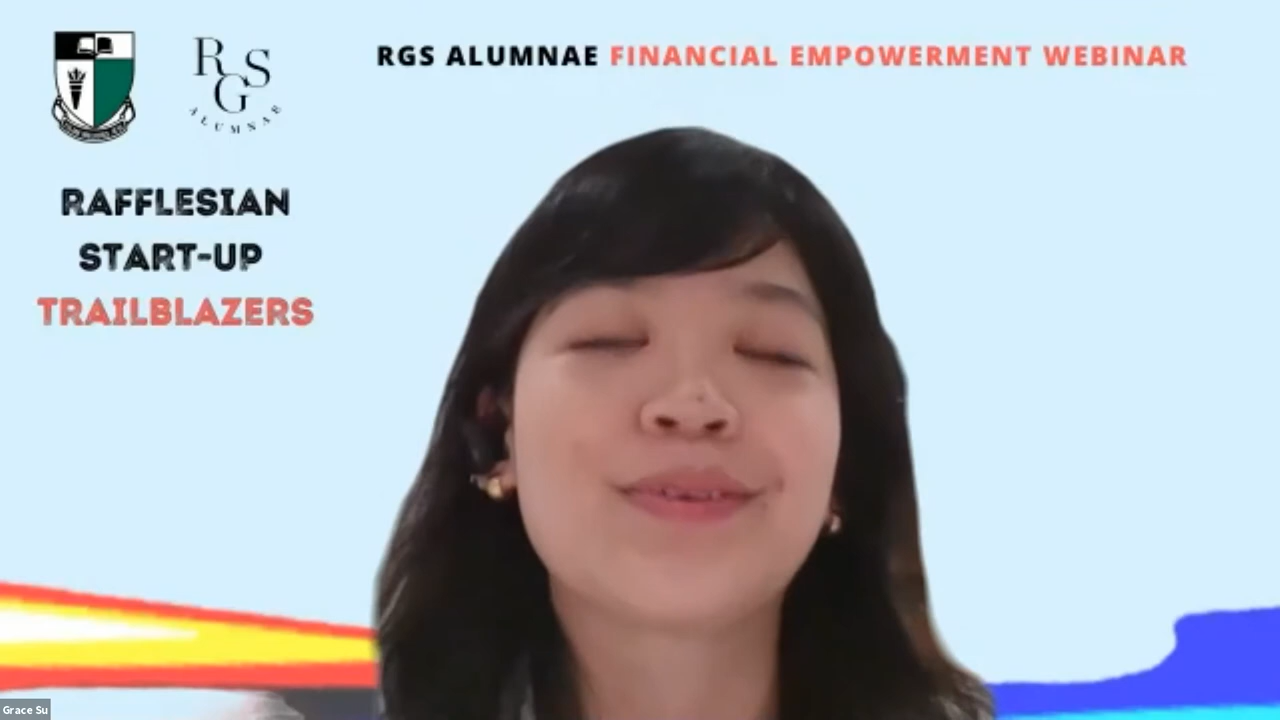 RGS
ALUMNAE
RGS ALUMNAE FINANCIAL EMPOWERMENT WEBINAR
RAFFLESIAN
START-UP
TRAILBLAZERS
Grace Su